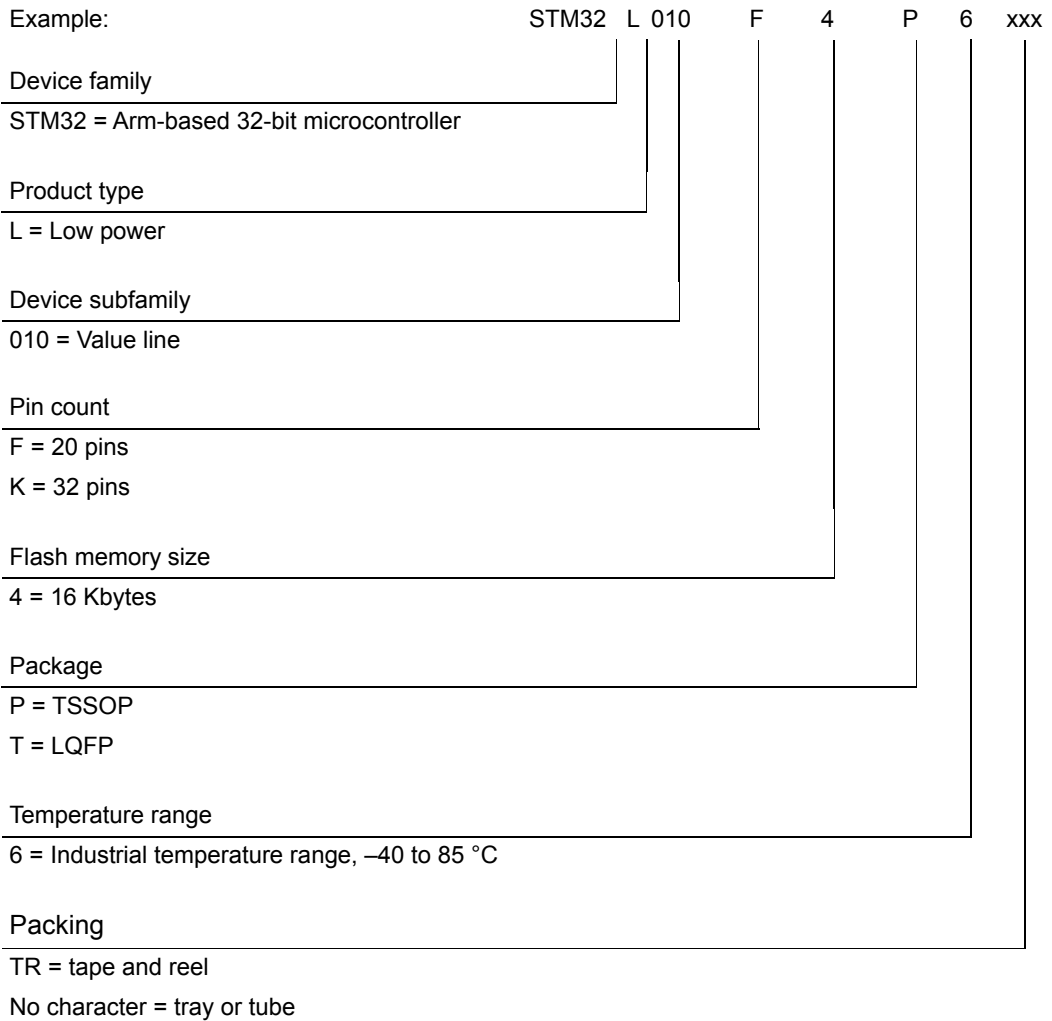 Example: STM32 L 010 F 4 P 6 xxx
Device family
STM32 = Arm-based 32-bit microcontroller
Product type
L = Low power
Device subfamily
010 = Value line
Pin count
F = 20 pins
K = 32 pins
Flash memory size
4 = 16 Kbytes
Package
P = TSSOP
T = LQFP
Temperature range
6 = Industrial temperature range, –40 to 85 °C
Packing
TR = tape and reel
No character = tray or tube